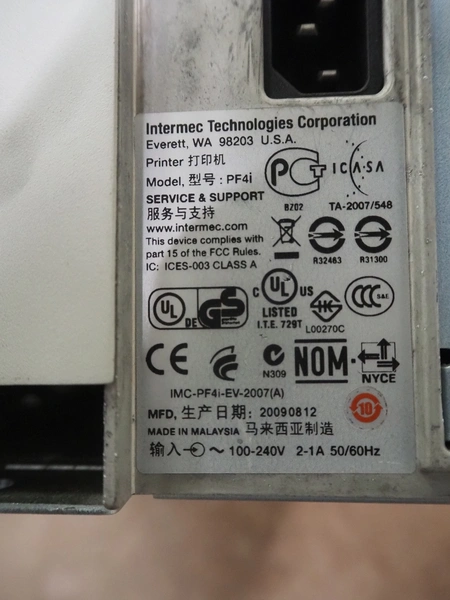 Intermec Technologies Corporation
Everett, WA 98203 U.S.A.
Printer 打印机
Model, 型号: PF4i
SERVICE & SUPPORT
服务与支持
www.intermec.com
This device complies with
part 15 of the FCC Rules.
IC: ICES-003 CLASS A
BZ02
ICASA
TA-2007/548
R32463
R31300
UL
DE
GS
C UL US
LISTED
I.T.E. 729T
L00270C
CCC S&E
CE
N309
NOM
NYCE
IMC-PF4i-EV-2007(A)
MFD, 生产日期: 20090812
10
MADE IN MALAYSIA 马来西亚制造
输入 ~ 100-240V 2-1A 50/60Hz